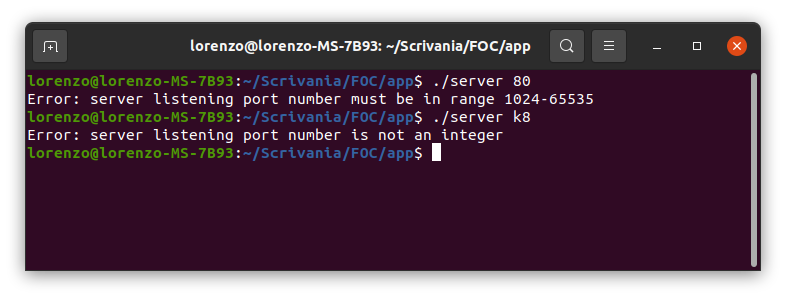 lorenzo@lorenzo-MS-7B93: ~/Scrivania/FOC/app
lorenzo@lorenzo-MS-7B93:~/Scrivania/FOC/app$ ./server 80
Error: server listening port number must be in range 1024-65535
lorenzo@lorenzo-MS-7B93:~/Scrivania/FOC/app$ ./server k8
Error: server listening port number is not an integer
lorenzo@lorenzo-MS-7B93:~/Scrivania/FOC/app$